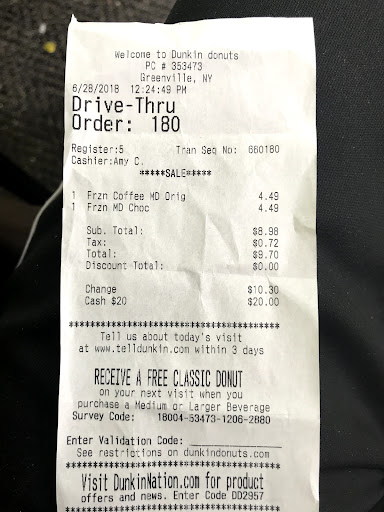 Welcome to Dunkin donuts
PC # 353473
Greenville, NY
6/28/2018 12:24:49 PM
Drive-Thru
Order: 180
Register:5 Tran Seq No: 660180
Cashier:Amy C.
*****SALE*****
1 Frzn Coffee MD Orig 4.49
1 Frzn MD Choc 4.49
Sub. Total: $8.98
Tax: $0.72
Total: $9.70
Discount Total: $0.00
Change $10.30
Cash $20 $20.00
************************************
Tell us about today's visit
at www.telldunkin.com within 3 days
RECEIVE A FREE CLASSIC DONUT
on your next visit when you
purchase a Medium or Larger Beverage
Survey Code: 18004-53473-1206-2880
Enter Validation Code: ________________
See restrictions on dunkindonuts.com
************************************
Visit DunkinNation.com for product
offers and news. Enter Code DD2957
************************************